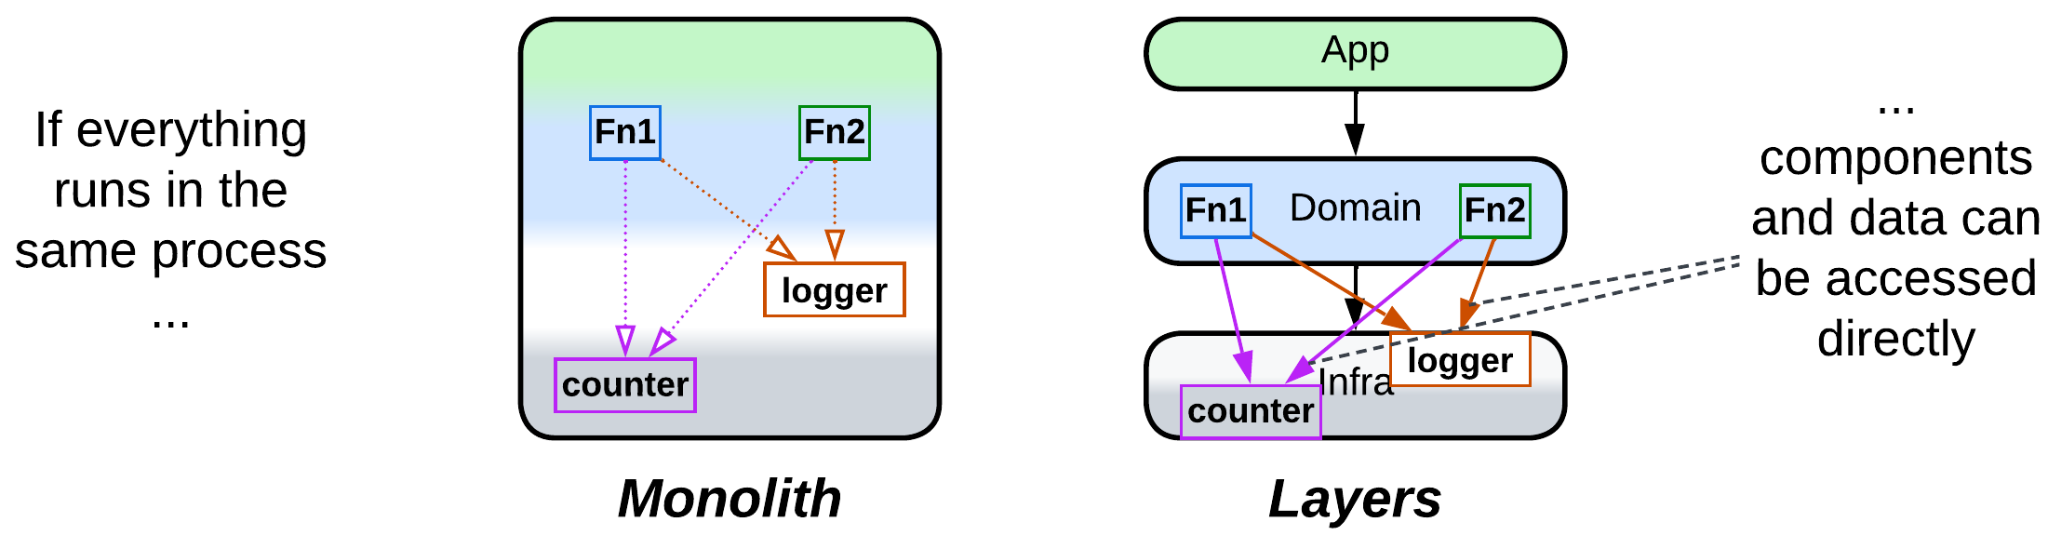 If everything
runs in the
same process
...
Fn1
Fn2
logger
counter
Monolith
App
Fn1
Domain
Fn2
logger
Infra
counter
Layers
...
components
and data can
be accessed
directly